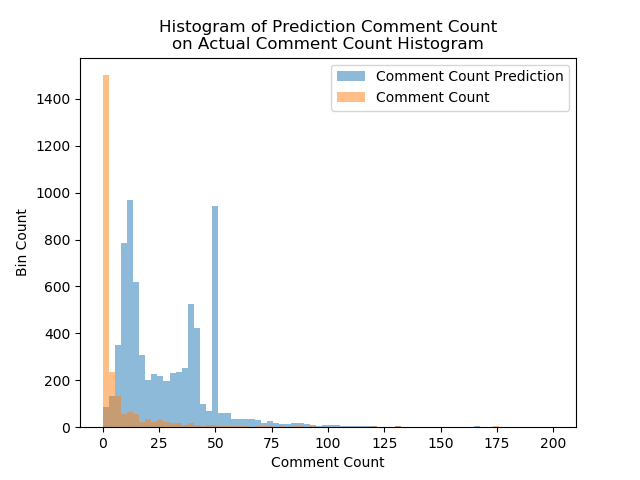 Histogram of Prediction Comment Count
on Actual Comment Count Histogram
Comment Count Prediction
Comment Count
1400
1200
1000
800
600
400
200
0
Bin Count
0 25 50 75 100 125 150 175 200
Comment Count